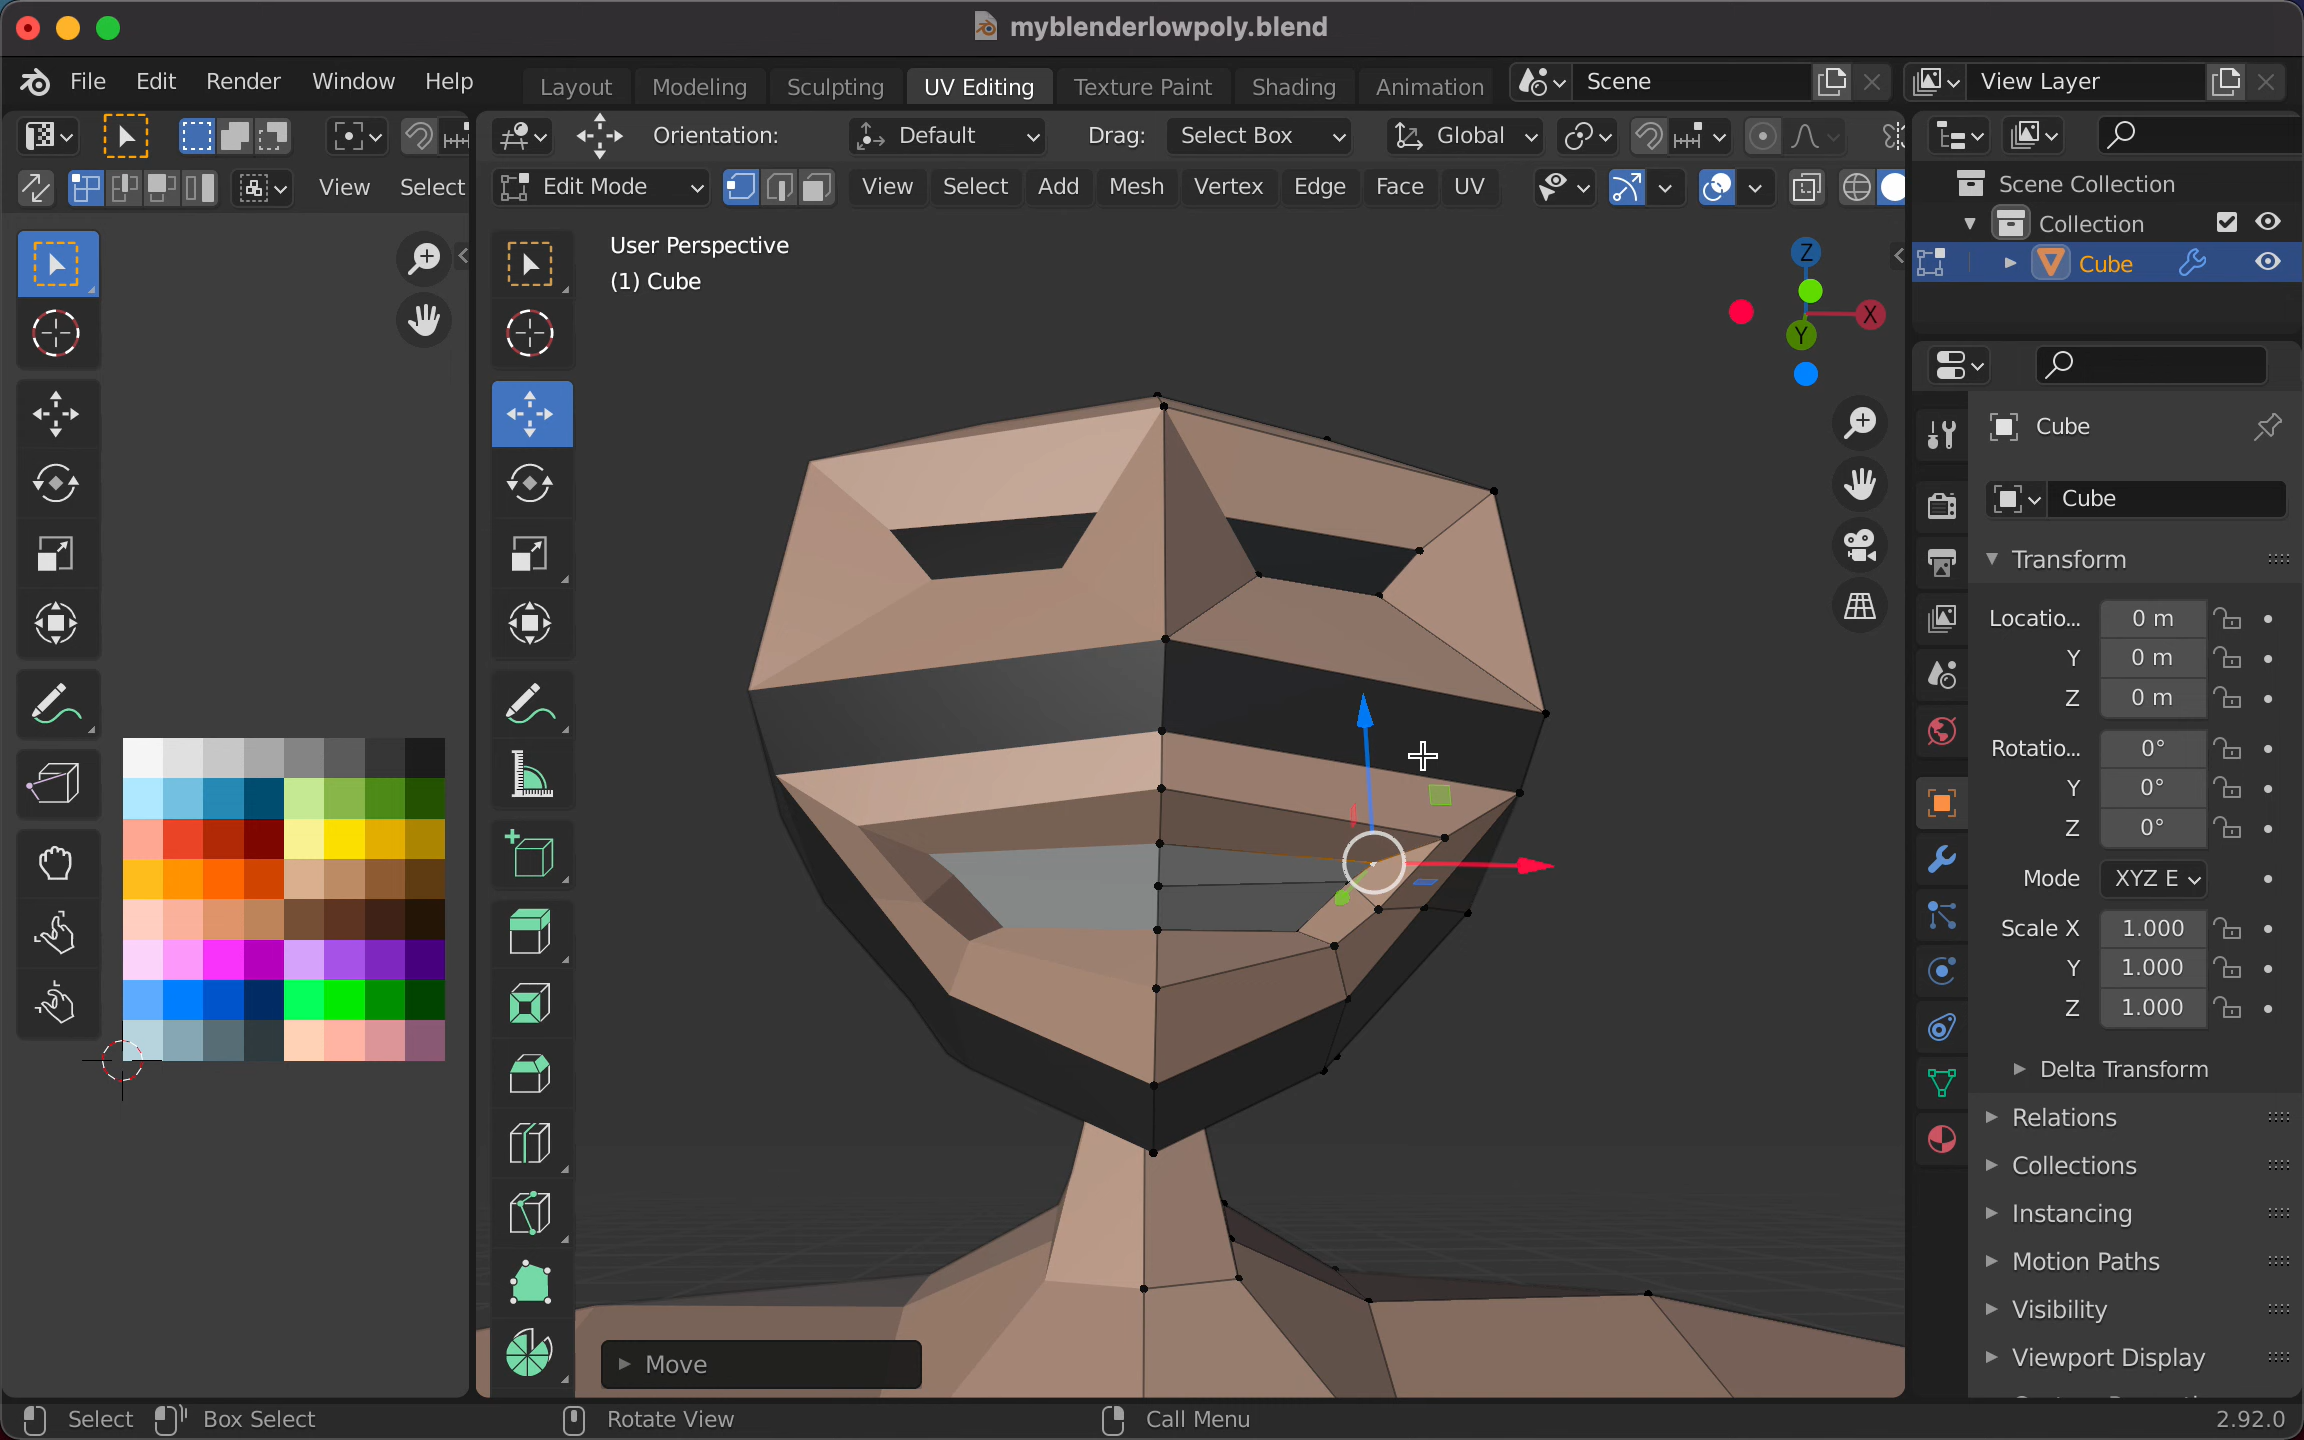 myblenderlowpoly.blend
File Edit Render Window Help
Layout Modeling Sculpting UV Editing Texture Paint Shading Animation
Scene
View Layer
Orientation: Default
Drag: Select Box
Global
View Select
Edit Mode
View Select Add Mesh Vertex Edge Face UV
Scene Collection
Collection
Cube
User Perspective
(1) Cube
Z
X
Y
Cube
Cube
Transform
Locatio... 0 m
Y 0 m
Z 0 m
Rotatio... 0°
Y 0°
Z 0°
Mode XYZ E
Scale X 1.000
Y 1.000
Z 1.000
Delta Transform
Relations
Collections
Instancing
Motion Paths
Visibility
Viewport Display
Move
Select Box Select Rotate View Call Menu 2.92.0